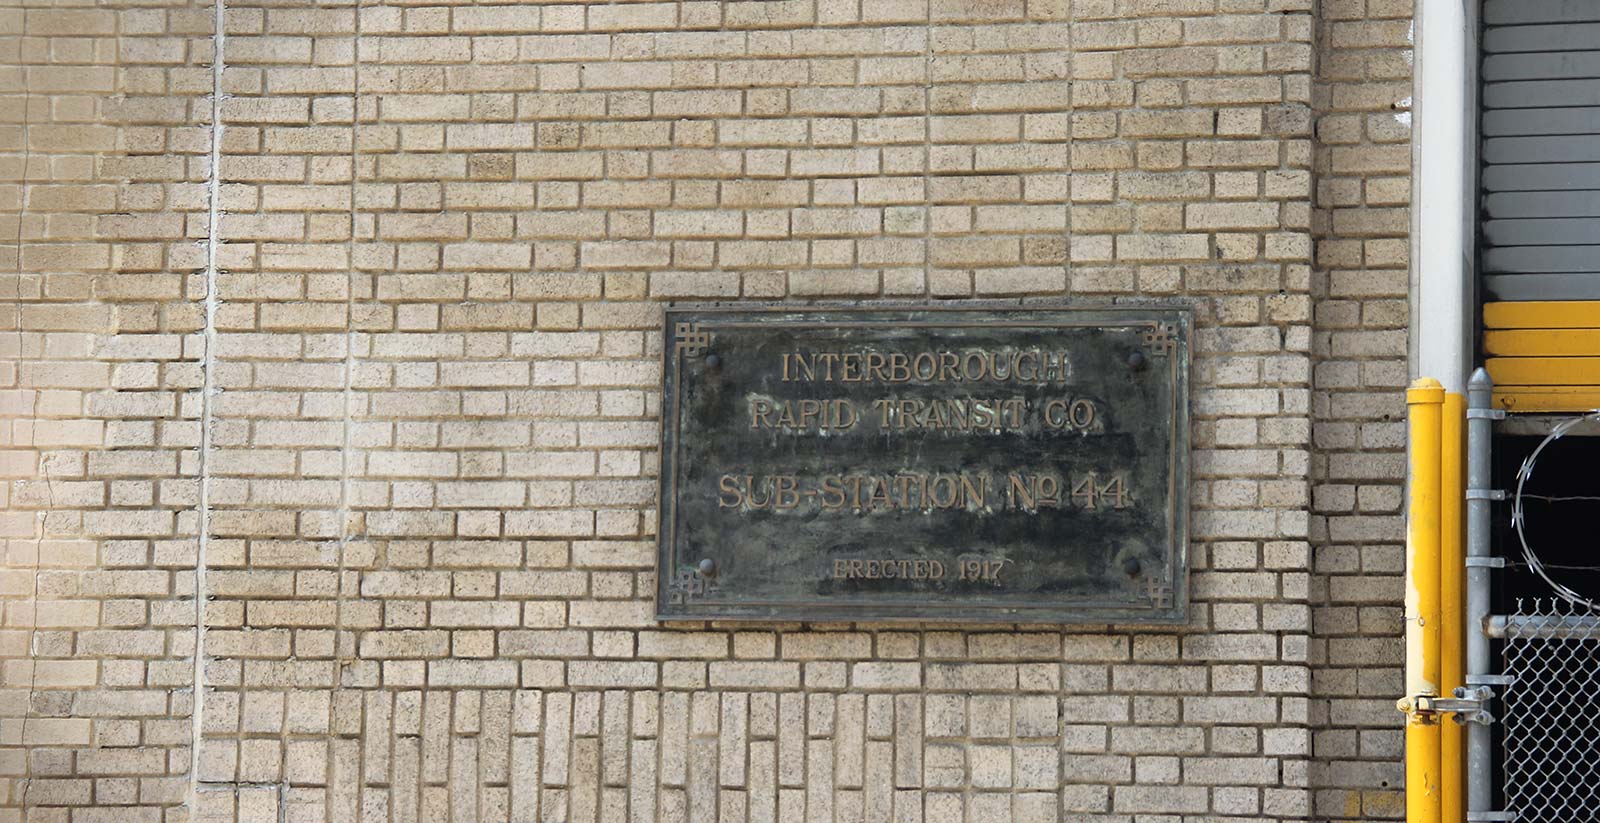 INTERBOROUGH
RAPID TRANSIT CO.
SUB-STATION No 44
ERECTED 1917